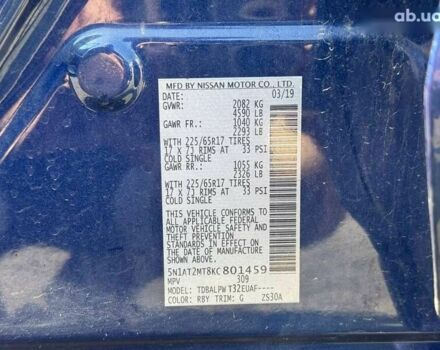 ab.ua
MFD BY NISSAN MOTOR CO., LTD.
DATE: 03/19
GVWR: 2082 KG
4590 LB
GAWR FR: 1040 KG
2293 LB
WITH 225/65R17 TIRES
17 X 7J RIMS AT 33 PSI
COLD SINGLE
GAWR RR: 1055 KG
2326 LB
WITH 225/65R17 TIRES
17 X 7J RIMS AT 33 PSI
COLD SINGLE
THIS VEHICLE CONFORMS TO ALL APPLICABLE FEDERAL
MOTOR VEHICLE SAFETY AND THEFT
PREVENTION STANDARDS IN EFFECT ON THE DATE OF
MANUFACTURE SHOWN ABOVE.
5N1AT2MT8KC801459
MPV 309
MODEL: TDBALPWT32EUAF----
COLOR: RBY TRIM: G ZS30A